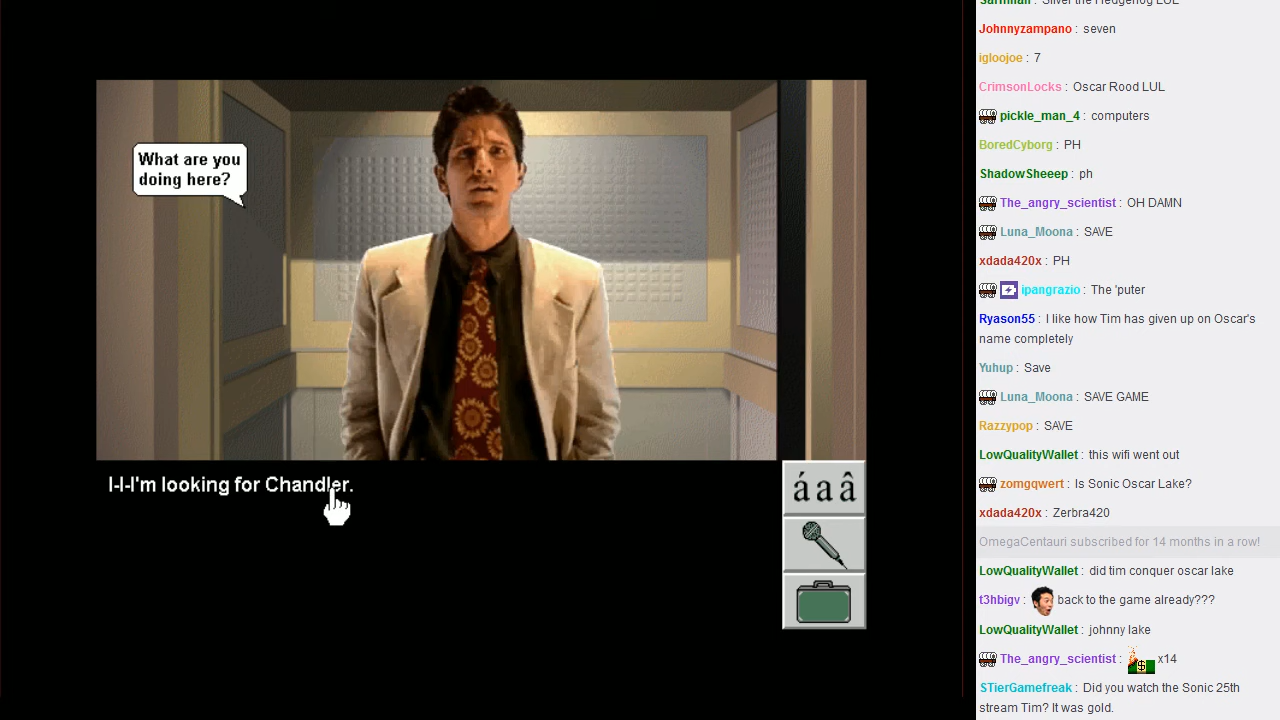 What are you
doing here?
I-I-I'm looking for Chandler.
á a â
Johnnyzampano : seven
igloojoe : 7
CrimsonLocks : Oscar Rood LUL
pickle_man_4 : computers
BoredCyborg : PH
ShadowSheeep : ph
The_angry_scientist : OH DAMN
Luna_Moona : SAVE
xdada420x : PH
ipangrazio : The 'puter
Ryason55 : I like how Tim has given up on Oscar's
name completely
Yuhup : Save
Luna_Moona : SAVE GAME
Razzypop : SAVE
LowQualityWallet : this wifi went out
zomgqwert : Is Sonic Oscar Lake?
xdada420x : Zerbra420
OmegaCentauri subscribed for 14 months in a row!
LowQualityWallet : did tim conquer oscar lake
t3hbigv : back to the game already???
LowQualityWallet : johnny lake
The_angry_scientist : x14
STierGamefreak : Did you watch the Sonic 25th
stream Tim? It was gold.